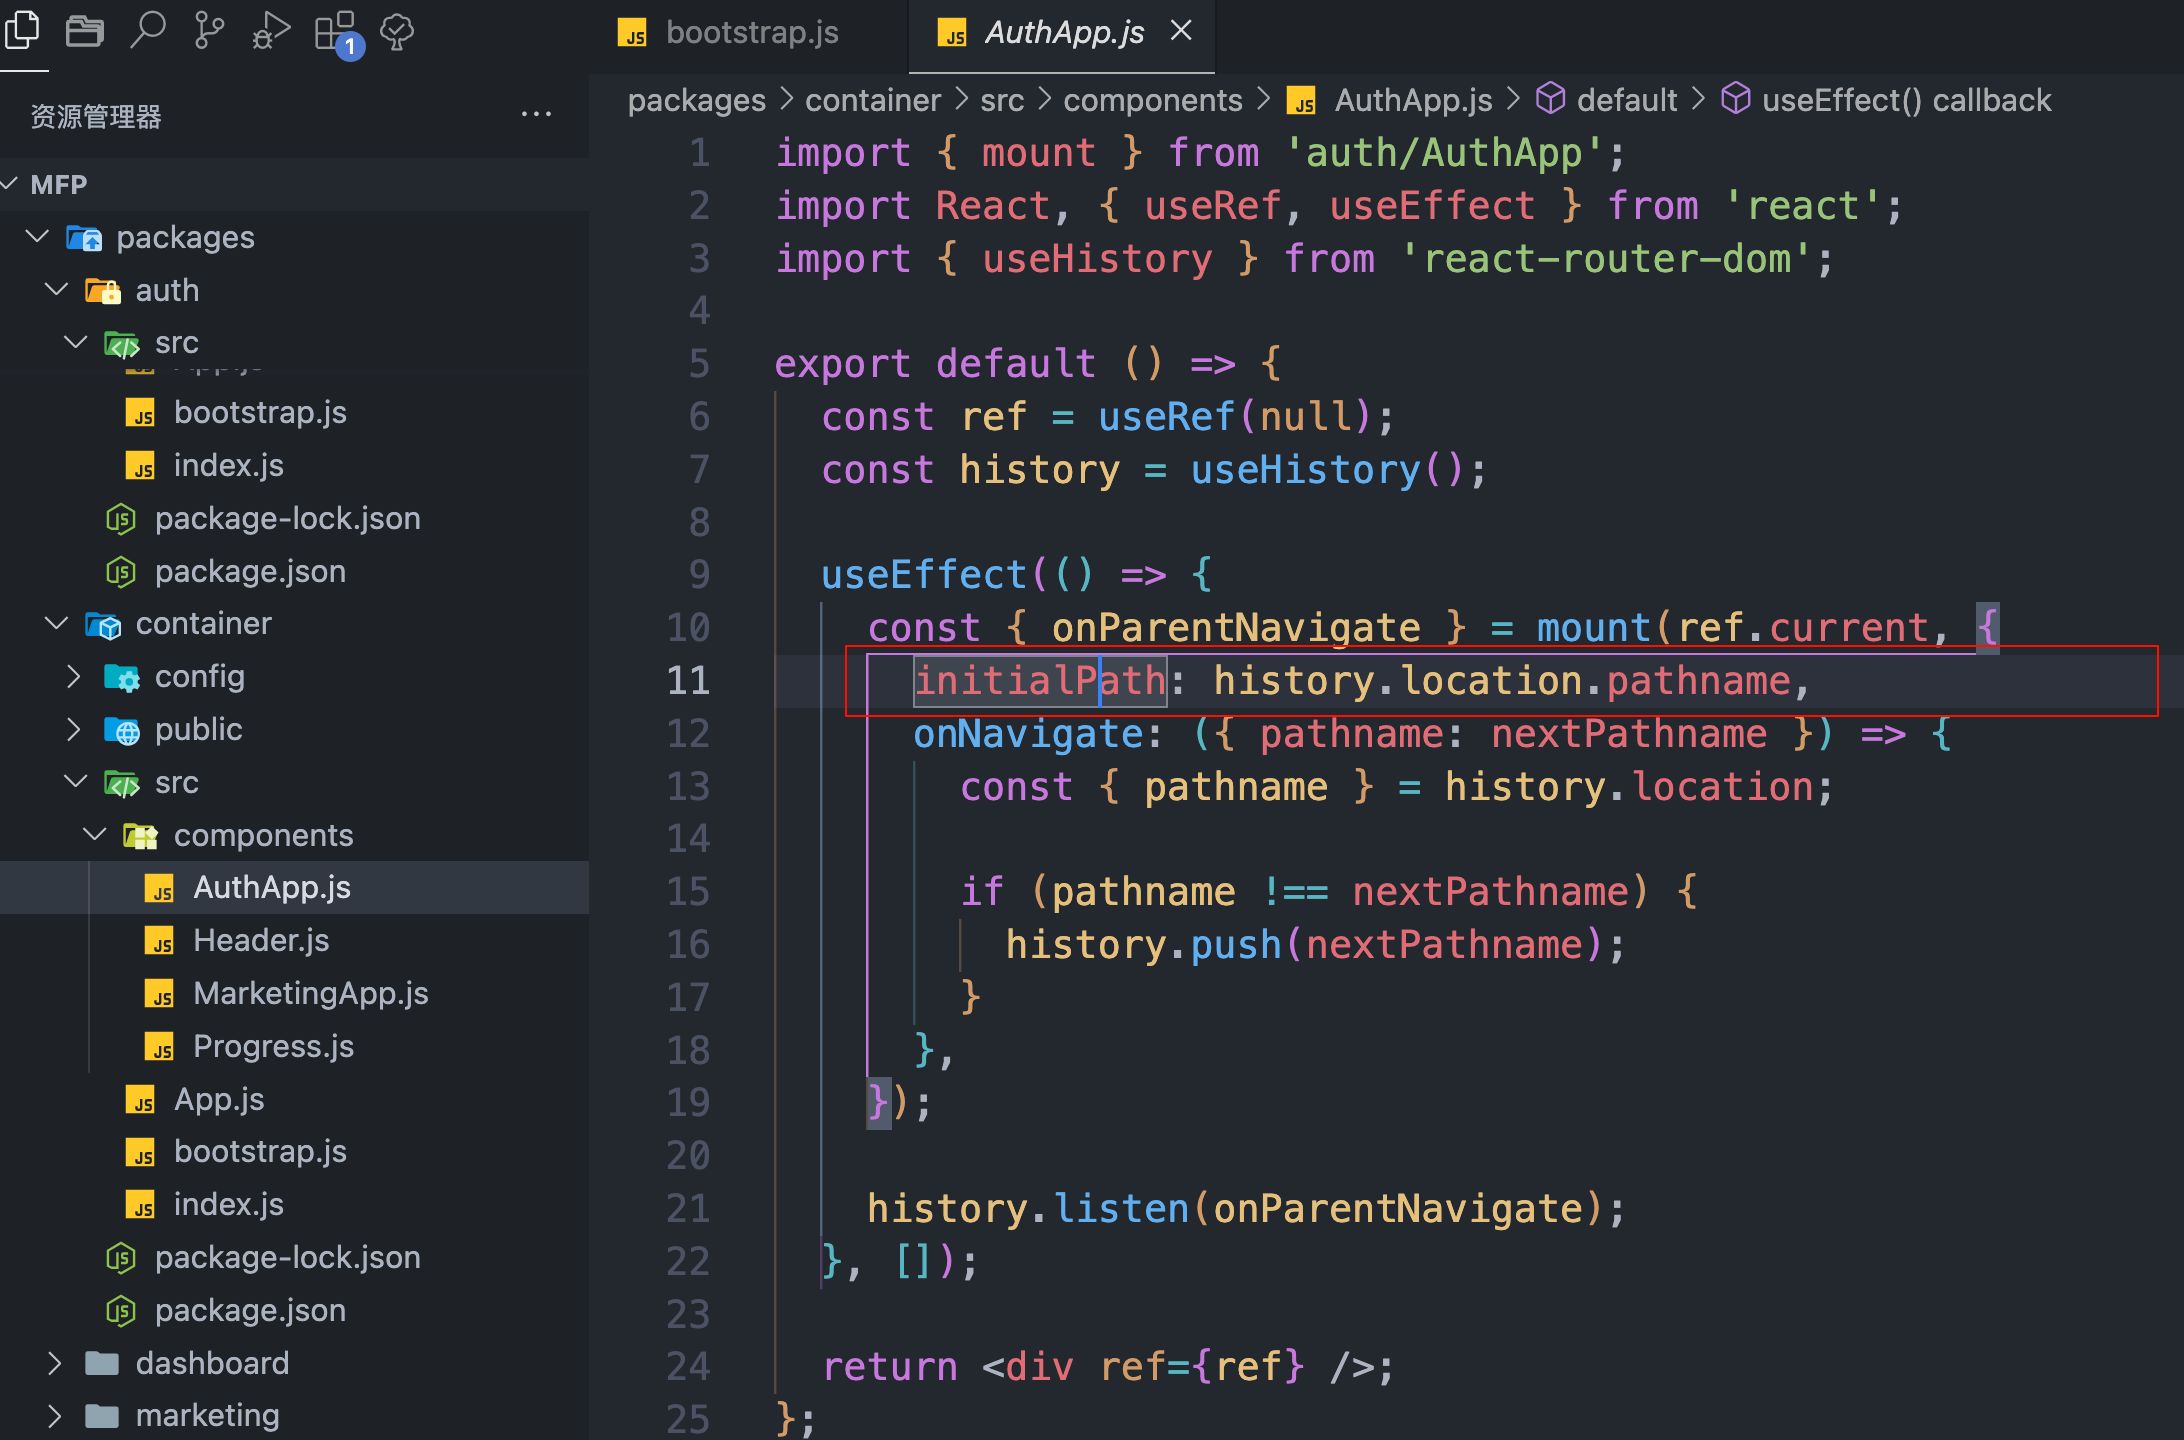 1
资源管理器
MFP
packages
auth
src
App.js
bootstrap.js
index.js
package-lock.json
package.json
container
config
public
src
components
AuthApp.js
Header.js
MarketingApp.js
Progress.js
App.js
bootstrap.js
index.js
package-lock.json
package.json
dashboard
marketing
JS bootstrap.js
JS AuthApp.js
packages > container > src > components > JS AuthApp.js > default > useEffect() callback
1 import { mount } from 'auth/AuthApp';
2 import React, { useRef, useEffect } from 'react';
3 import { useHistory } from 'react-router-dom';
4
5 export default () => {
6 const ref = useRef(null);
7 const history = useHistory();
8
9 useEffect(() => {
10 const { onParentNavigate } = mount(ref.current, {
11 initialPath: history.location.pathname,
12 onNavigate: ({ pathname: nextPathname }) => {
13 const { pathname } = history.location;
14
15 if (pathname !== nextPathname) {
16 history.push(nextPathname);
17 }
18 },
19 });
20
21 history.listen(onParentNavigate);
22 }, []);
23
24 return <div ref={ref} />;
25 };